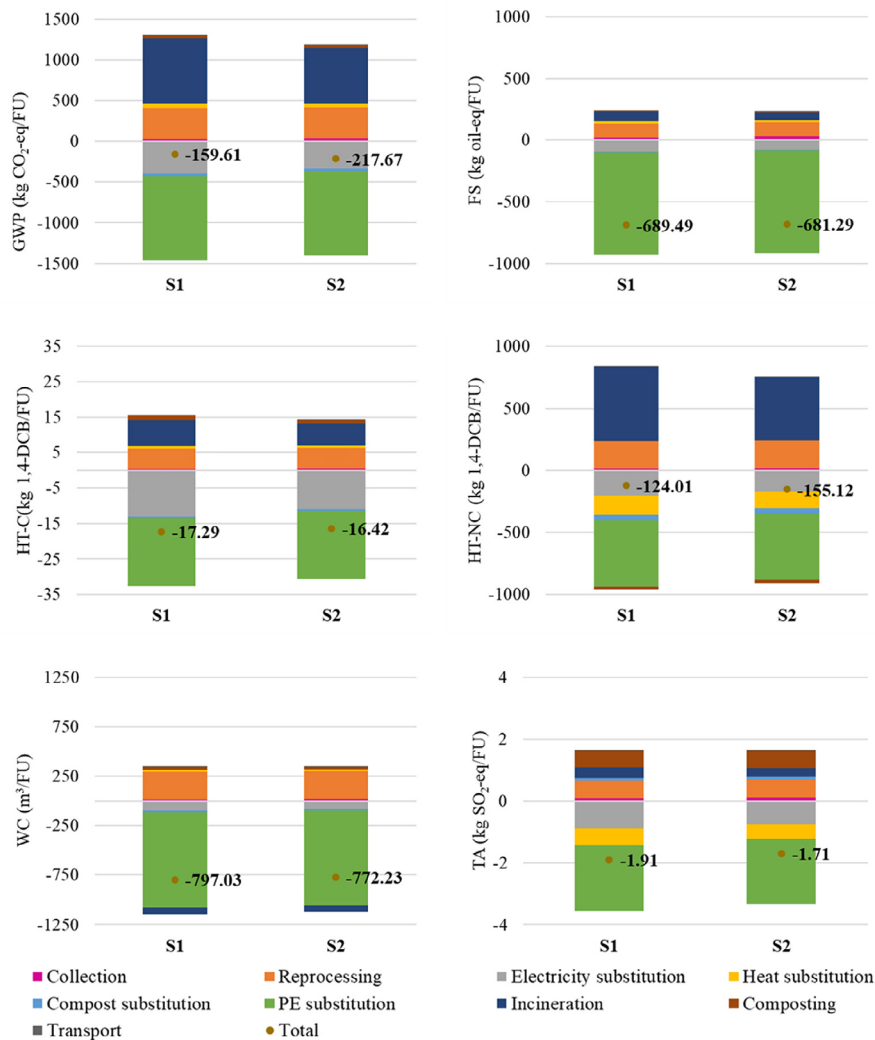 1500
1000
500
0
-500
-1000
-1500
GWP (kg CO₂-eq/FU)
-159.61
-217.67
S1
S2
1000
500
0
-500
-1000
FS (kg oil-eq/FU)
-689.49
-681.29
S1
S2
35
25
15
5
-5
-15
-25
-35
HT-C(kg 1,4-DCB/FU)
-17.29
-16.42
S1
S2
1000
500
0
-500
-1000
HT-NC (kg 1,4-DCB/FU)
-124.01
-155.12
S1
S2
1250
750
250
-250
-750
-1250
WC (m³/FU)
-797.03
-772.23
S1
S2
4
2
0
-2
-4
TA (kg SO₂-eq/FU)
-1.91
-1.71
S1
S2
Collection
Reprocessing
Electricity substitution
Heat substitution
Compost substitution
PE substitution
Incineration
Composting
Transport
Total